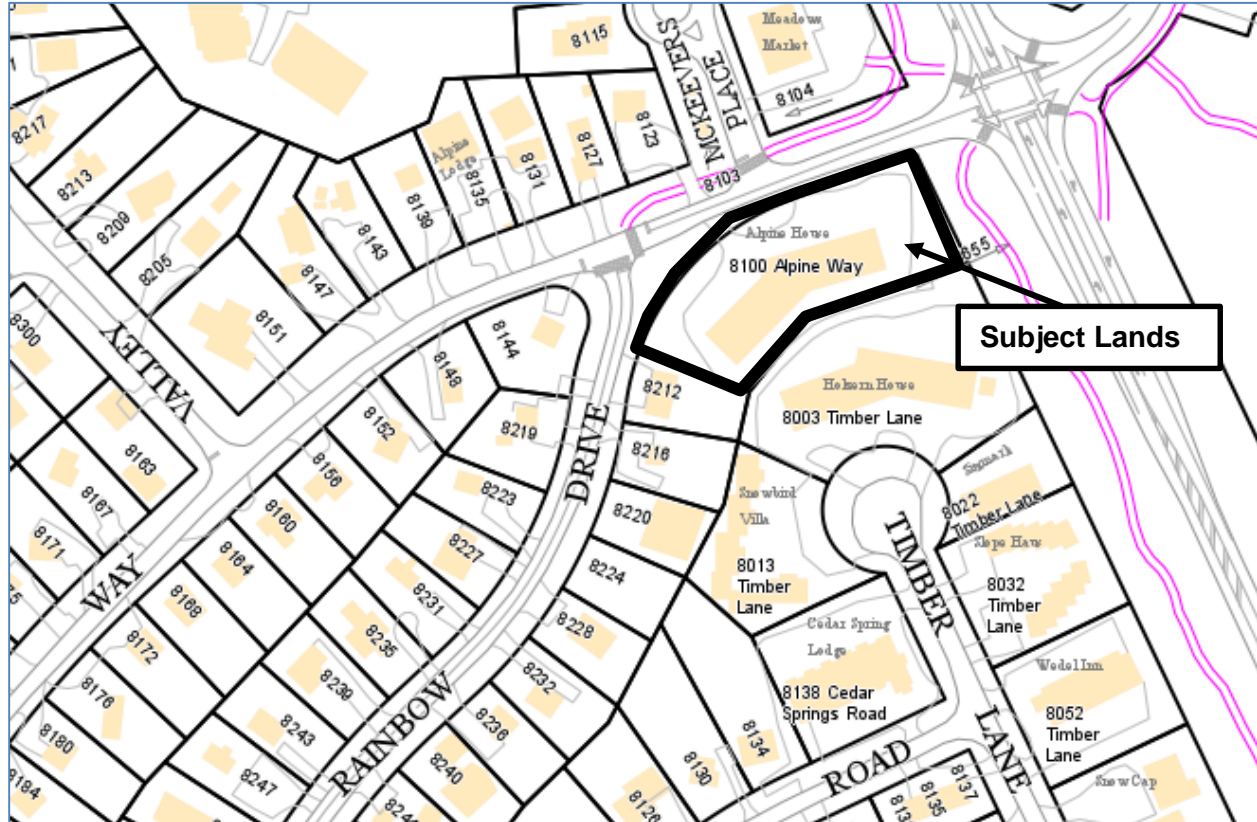 8115
Meadows
Market
MCKEEVERS
PLACE
8104
8217
8213
8209
8205
Alpine
Lodge
8135
8131
8127
8123
8103
8139
8143
8147
8151
Alpine House
8100 Alpine Way
855
Subject Lands
8300
VALLEY
8144
8148
8152
8156
8160
8164
8168
8172
8176
8180
8184
8163
8167
8171
WAY
DRIVE
RAINBOW
8212
8216
8219
8220
8223
8224
8227
8228
8231
8232
8235
8236
8239
8240
8243
8247
8003 Timber Lane
Snowbird
Villa
8013
Timber
Lane
TIMBER
LANE
8022
Timber Lane
Slope Haus
8032
Timber
Lane
Cedar Spring
Lodge
8138 Cedar
Springs Road
Wedel Inn
8052
Timber
Lane
8134
8130
8126
ROAD
8137
8135
813
Snow Cap